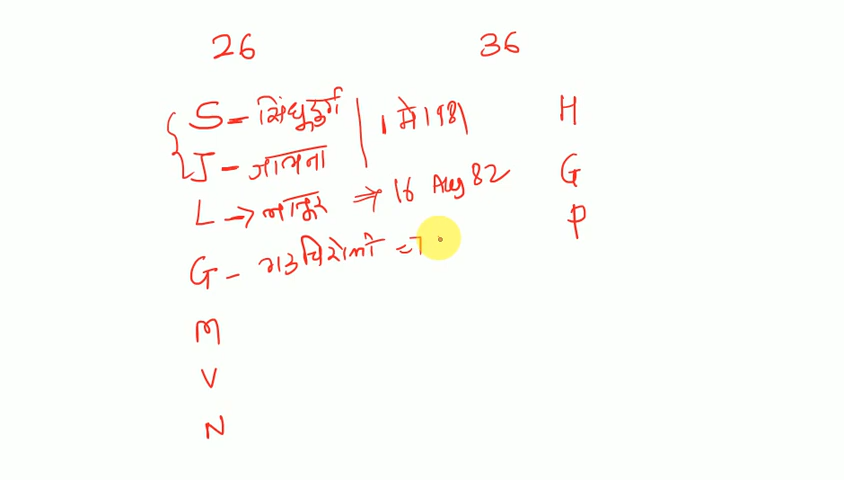 26 36
S - सिंधूदुर्ग 1 मे 1981 H
J - जालना G
L → लातूर ⇒ 16 Aug 82 P
G - गडचिरोली =
M
V
N